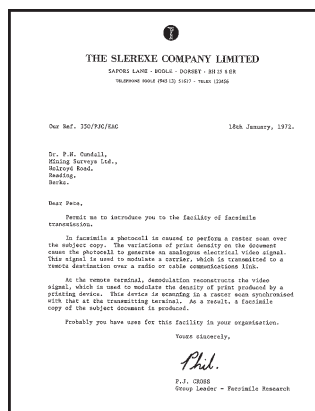 THE SLEREXE COMPANY LIMITED
SAPORS LANE - BOOLE - DORSET - BH 25 8 ER
TELEPHONE BOOLE (945 13) 51617 - TELEX 123456
Our Ref. 350/PJC/EAC
18th January, 1972.
Dr. P.N. Cundall,
Mining Surveys Ltd.,
Holroyd Road,
Reading,
Berks.
Dear Pete,
Permit me to introduce you to the facility of facsimile
transmission.
In facsimile a photocell is caused to perform a raster scan over
the subject copy. The variations of print density on the document
cause the photocell to generate an analogous electrical video signal.
This signal is used to modulate a carrier, which is transmitted to a
remote destination over a radio or cable communications link.
At the remote terminal, demodulation reconstructs the video
signal, which is used to modulate the density of print produced by a
printing device. This device is scanning in a raster scan synchronised
with that at the transmitting terminal. As a result, a facsimile
copy of the subject document is produced.
Probably you have uses for this facility in your organisation.
Yours sincerely,
Phil.
P.J. CROSS
Group Leader - Facsimile Research